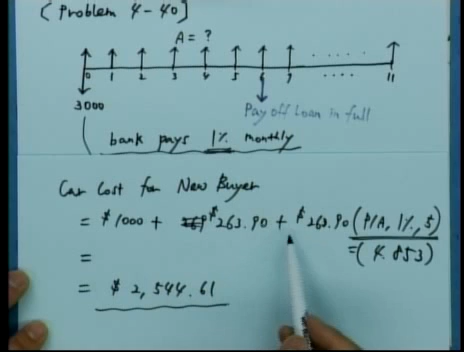 (Problem 4-40]
A = ?
0 1 2 3 4 5 6 7 ..... 11
....
3000
Pay off Loan in full
bank pays 1% monthly
Car Cost for New Buyer
= $1000 + $263.90 + $263.90 (P/A, 1%, 5)
= =(4.853)
= $2,544.61